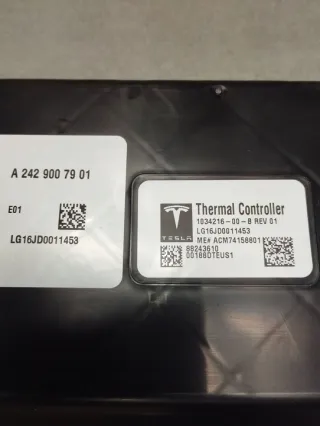 A 242 900 79 01
E01
LG16JD0011453
TESLA
Thermal Controller
1034216-00-B REV 01
LG16JD0011453
ME# ACM74158801
88243610
00188DTEUS1